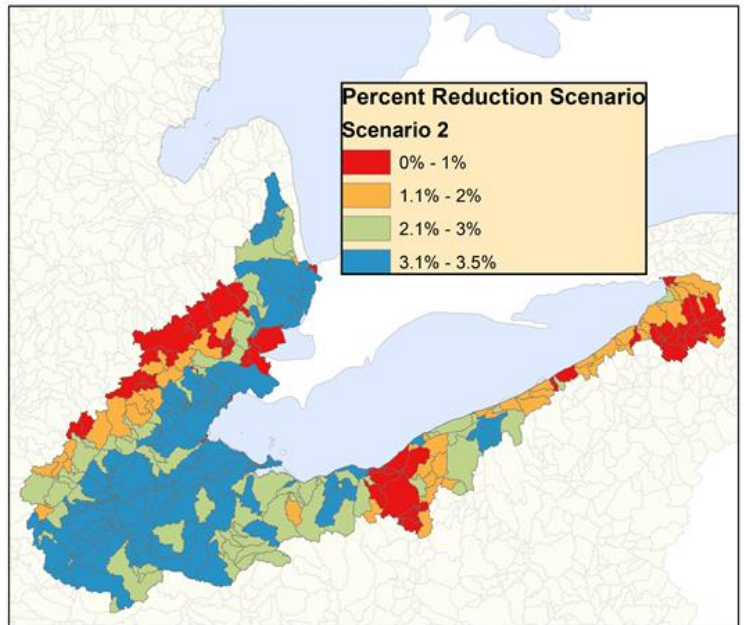 Percent Reduction Scenario
Scenario 2
0% - 1%
1.1% - 2%
2.1% - 3%
3.1% - 3.5%